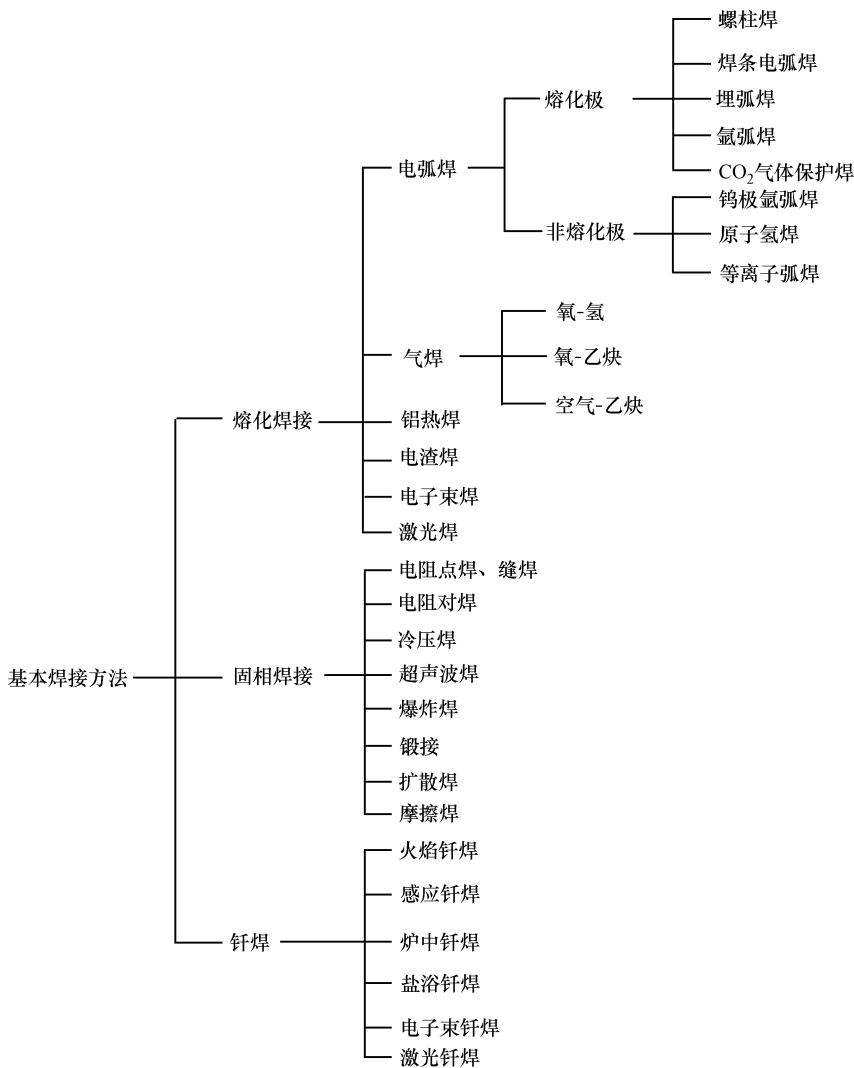 螺柱焊
焊条电弧焊
熔化极
埋弧焊
氩弧焊
电弧焊
CO₂气体保护焊
钨极氩弧焊
非熔化极
原子氢焊
等离子弧焊
氧-氢
气焊
氧-乙炔
空气-乙炔
熔化焊接
铝热焊
电渣焊
电子束焊
激光焊
电阻点焊、缝焊
电阻对焊
冷压焊
基本焊接方法
固相焊接
超声波焊
爆炸焊
锻接
扩散焊
摩擦焊
火焰钎焊
感应钎焊
钎焊
炉中钎焊
盐浴钎焊
电子束钎焊
激光钎焊